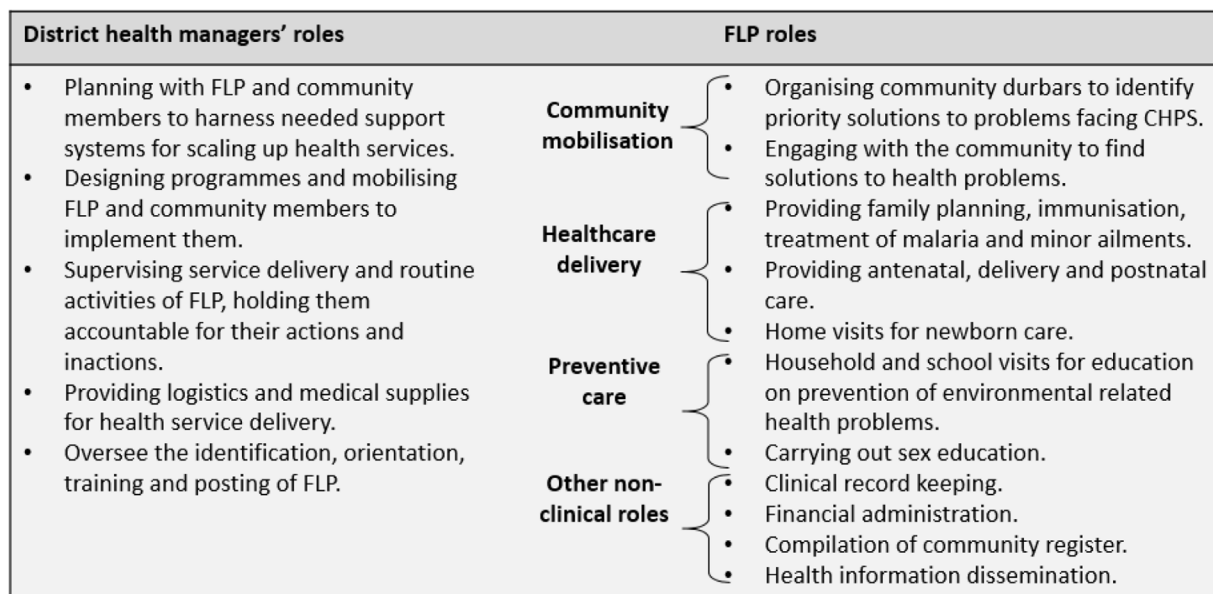 District health managers’ roles
FLP roles
• Planning with FLP and community
members to harness needed support
systems for scaling up health services.
• Designing programmes and mobilising
FLP and community members to
implement them.
• Supervising service delivery and routine
activities of FLP, holding them
accountable for their actions and
inactions.
• Providing logistics and medical supplies
for health service delivery.
• Oversee the identification, orientation,
training and posting of FLP.
Community
mobilisation
• Organising community durbars to identify
priority solutions to problems facing CHPS.
• Engaging with the community to find
solutions to health problems.
Healthcare
delivery
• Providing family planning, immunisation,
treatment of malaria and minor ailments.
• Providing antenatal, delivery and postnatal
care.
• Home visits for newborn care.
Preventive
care
• Household and school visits for education
on prevention of environmental related
health problems.
• Carrying out sex education.
Other non-
clinical roles
• Clinical record keeping.
• Financial administration.
• Compilation of community register.
• Health information dissemination.